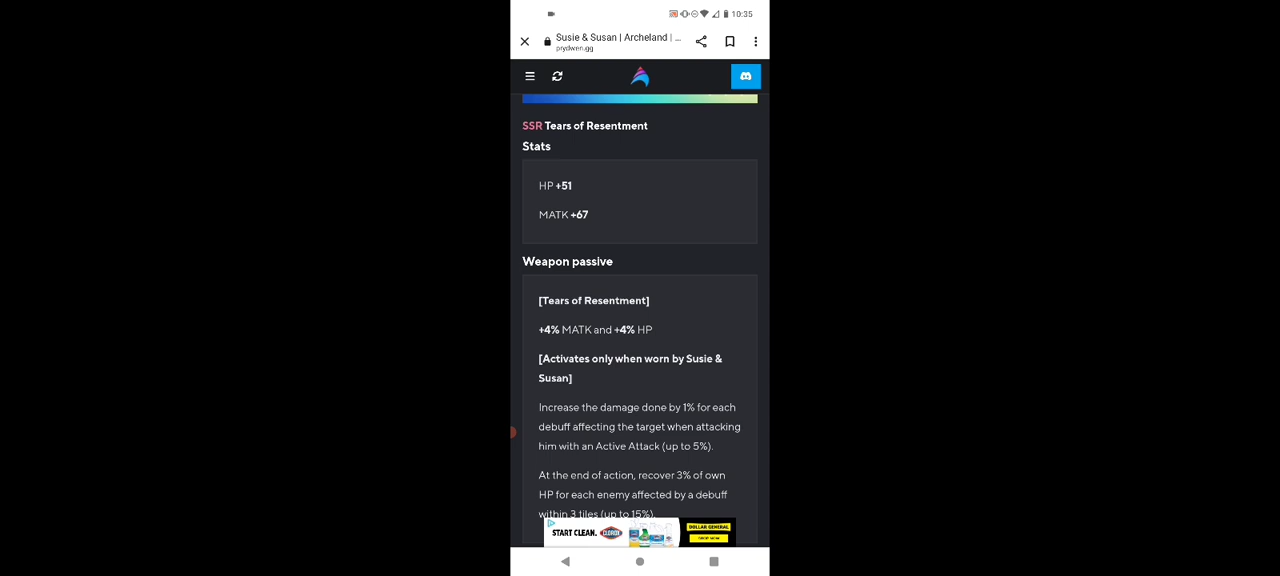 10:35
Susie & Susan | Archeland | ...
prydwen.gg
SSR Tears of Resentment
Stats
HP +51
MATK +67
Weapon passive
[Tears of Resentment]
+4% MATK and +4% HP
[Activates only when worn by Susie &
Susan]
Increase the damage done by 1% for each
debuff affecting the target when attacking
him with an Active Attack (up to 5%).
At the end of action, recover 3% of own
HP for each enemy affected by a debuff
within 3 tiles (up to 15%).
START CLEAN.
CLOROX
DOLLAR GENERAL
SHOP NOW